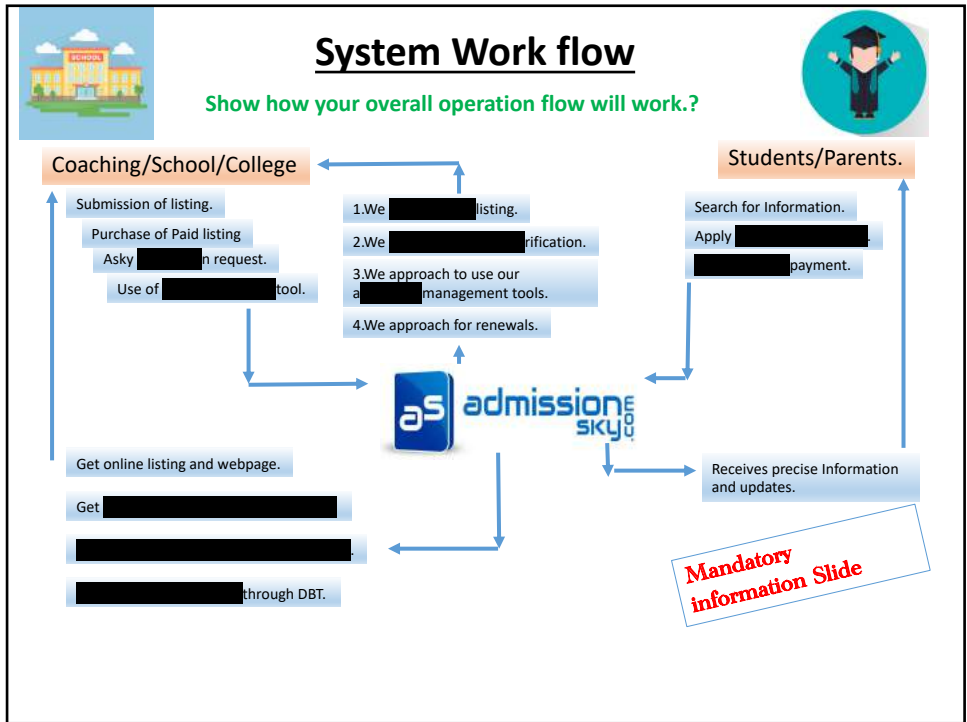 SCHOOL
System Work flow
Show how your overall operation flow will work.?
Coaching/School/College
Students/Parents.
Submission of listing.
Purchase of Paid listing
Asky n request.
Use of tool.
1.We listing.
2.We rification.
3.We approach to use our
a management tools.
4.We approach for renewals.
Search for Information.
Apply .
payment.
as admission sky.com
Get online listing and webpage.
Get
.
through DBT.
Receives precise Information
and updates.
Mandatory
information Slide